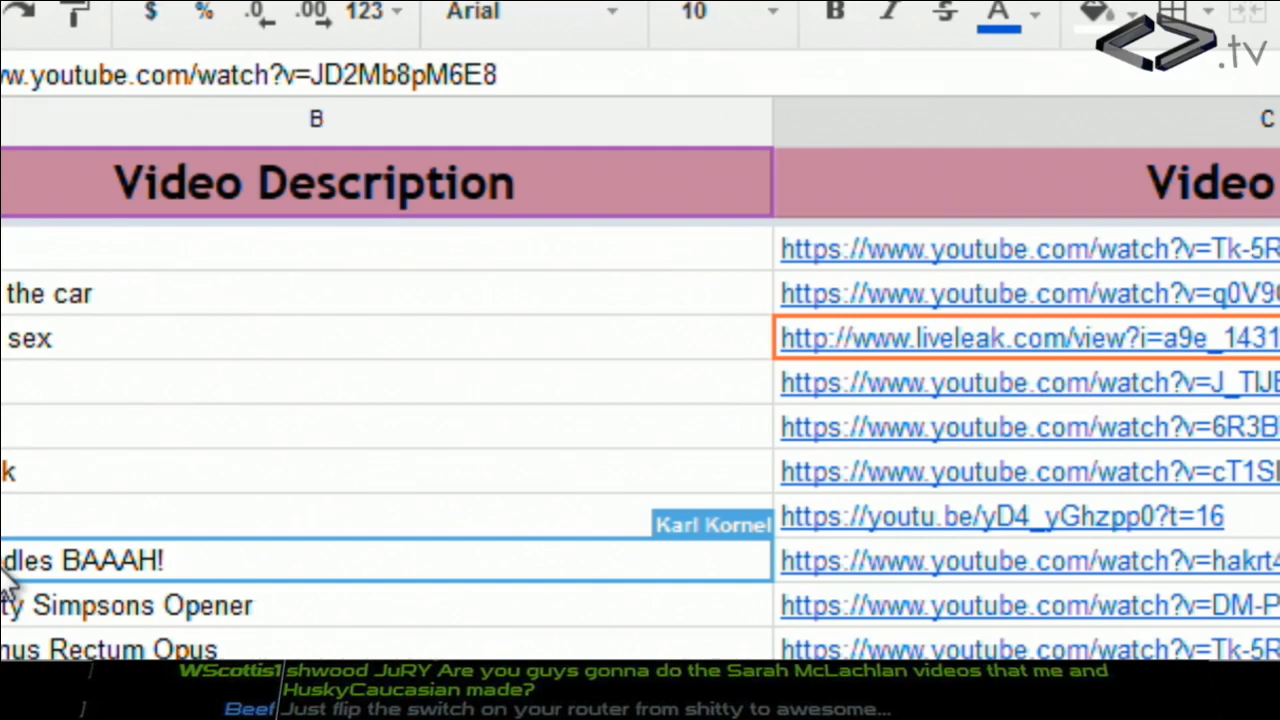 $ % .0 .00 123 Arial 10 B I S A
.tv
w.youtube.com/watch?v=JD2Mb8pM6E8
B C
Video Description Video
https://www.youtube.com/watch?v=Tk-5R
the car https://www.youtube.com/watch?v=q0V9
sex http://www.liveleak.com/view?i=a9e_1431
https://www.youtube.com/watch?v=J_TIJE
https://www.youtube.com/watch?v=6R3B
k https://www.youtube.com/watch?v=cT1S
Karl Kornel https://youtu.be/yD4_yGhzpp0?t=16
dles BAAAH! https://www.youtube.com/watch?v=hakrt4
ty Simpsons Opener https://www.youtube.com/watch?v=DM-P
nus Rectum Opus https://www.youtube.com/watch?v=Tk-5R
WScottis1 shwood JuRY Are you guys gonna do the Sarah McLachlan videos that me and
HuskyCaucasian made?
Beef Just flip the switch on your router from shitty to awesome...